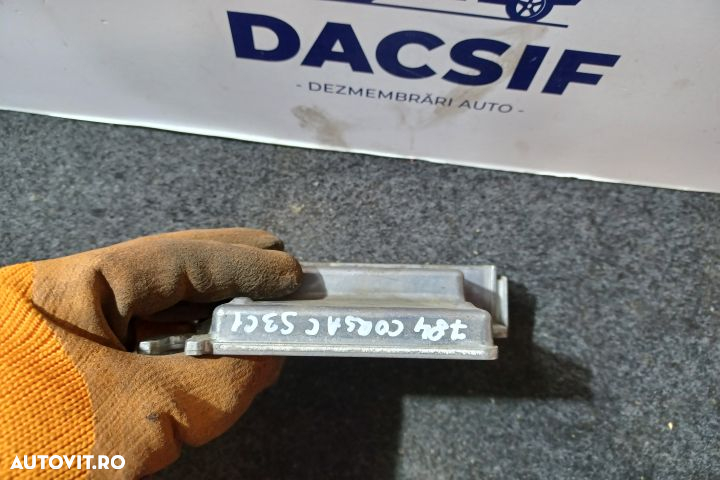 DACSIF
- DEZMEMBRĂRI AUTO -
784 CORSA C S3C1
AUTOVIT.RO